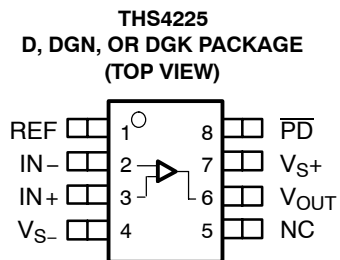 THS4225
D, DGN, OR DGK PACKAGE
(TOP VIEW)
REF 1 8 PD
IN− 2 7 VS+
IN+ 3 6 VOUT
VS− 4 5 NC